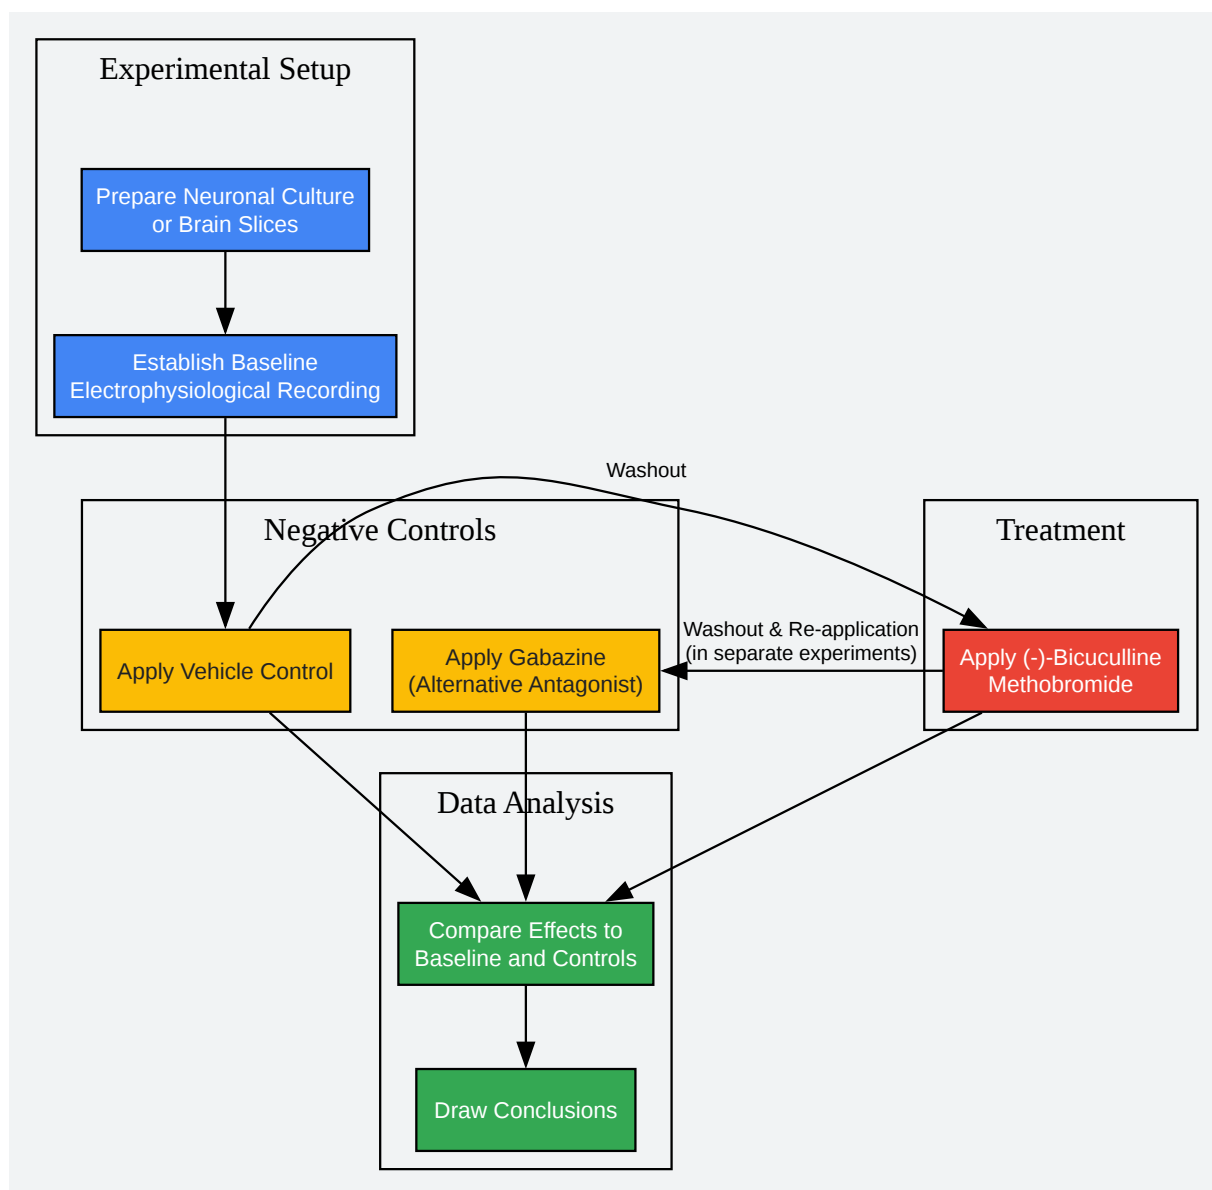 Experimental Setup
Prepare Neuronal Culture
or Brain Slices
Establish Baseline
Electrophysiological Recording
Washout
Negative Controls
Treatment
Apply Vehicle Control
Apply Gabazine
(Alternative Antagonist)
Washout & Re-application
(in separate experiments)
Apply (-)-Bicuculline
Methobromide
Data Analysis
Compare Effects to
Baseline and Controls
Draw Conclusions